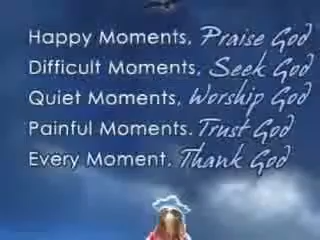 Happy Moments, Praise God
Difficult Moments, Seek God
Quiet Moments, Worship God
Painful Moments. Trust God
Every Moment, Thank God